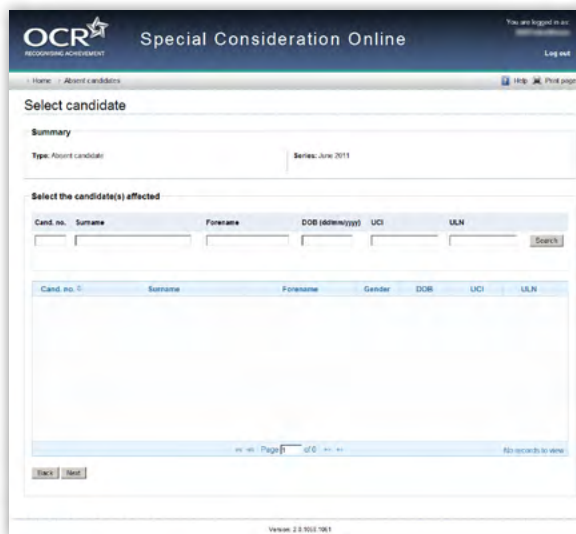 You are logged in as:
OCR
RECOGNISING ACHIEVEMENT
Special Consideration Online
Log out
Home Absent candidates
Help Print page
Select candidate
Summary
Type: Absent candidate Series: June 2011
Select the candidate(s) affected
Cand. no. Surname Forename DOB (dd/mm/yyyy) UCI ULN
Search
Cand. no. Surname Forename Gender DOB UCI ULN
Page 1 of 0 No records to view
Back Next